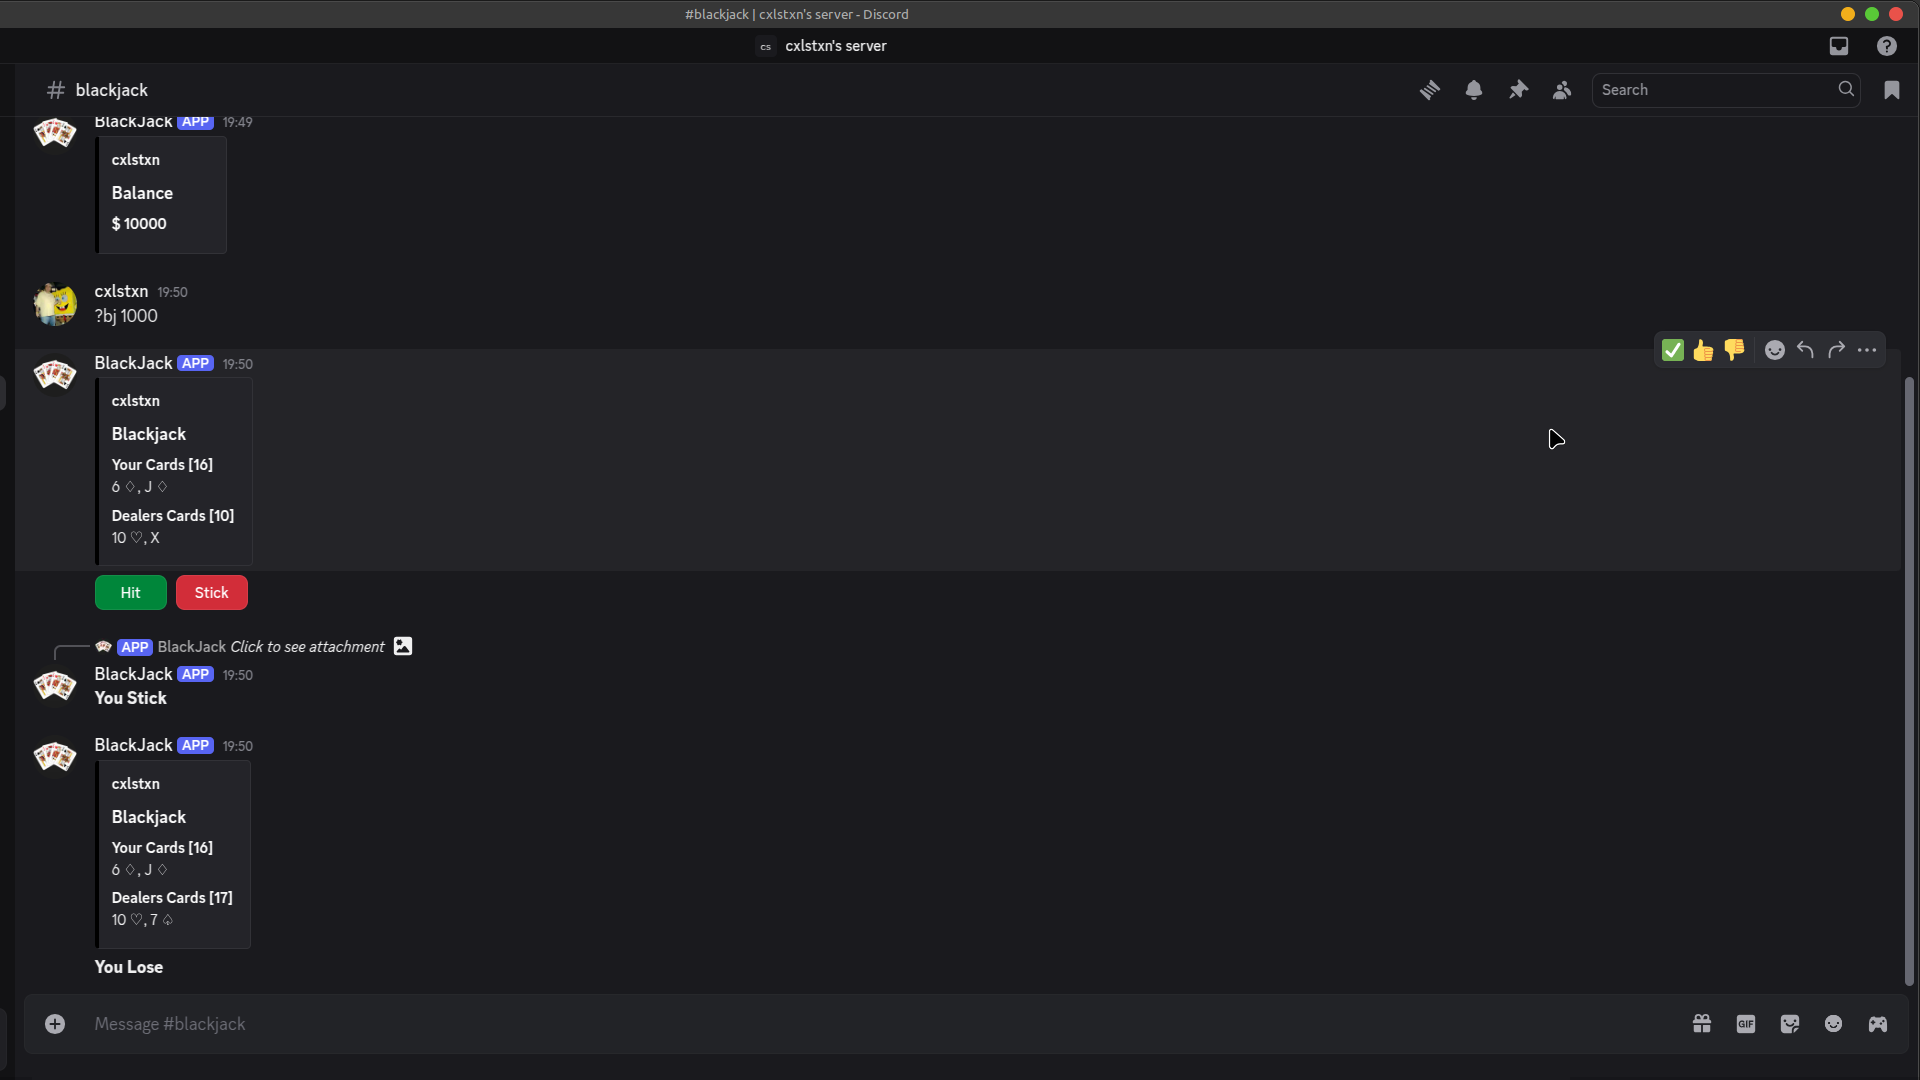 #blackjack | cxlstxn's server - Discord
cs cxlstxn's server
# blackjack
Search
BlackJack APP 19:49
cxlstxn
Balance
$ 10000
cxlstxn 19:50
?bj 1000
BlackJack APP 19:50
cxlstxn
Blackjack
Your Cards [16]
6 ♢, J ♢
Dealers Cards [10]
10 ♡, X
Hit Stick
APP BlackJack Click to see attachment
BlackJack APP 19:50
You Stick
BlackJack APP 19:50
cxlstxn
Blackjack
Your Cards [16]
6 ♢, J ♢
Dealers Cards [17]
10 ♡, 7 ♤
You Lose
Message #blackjack
GIF